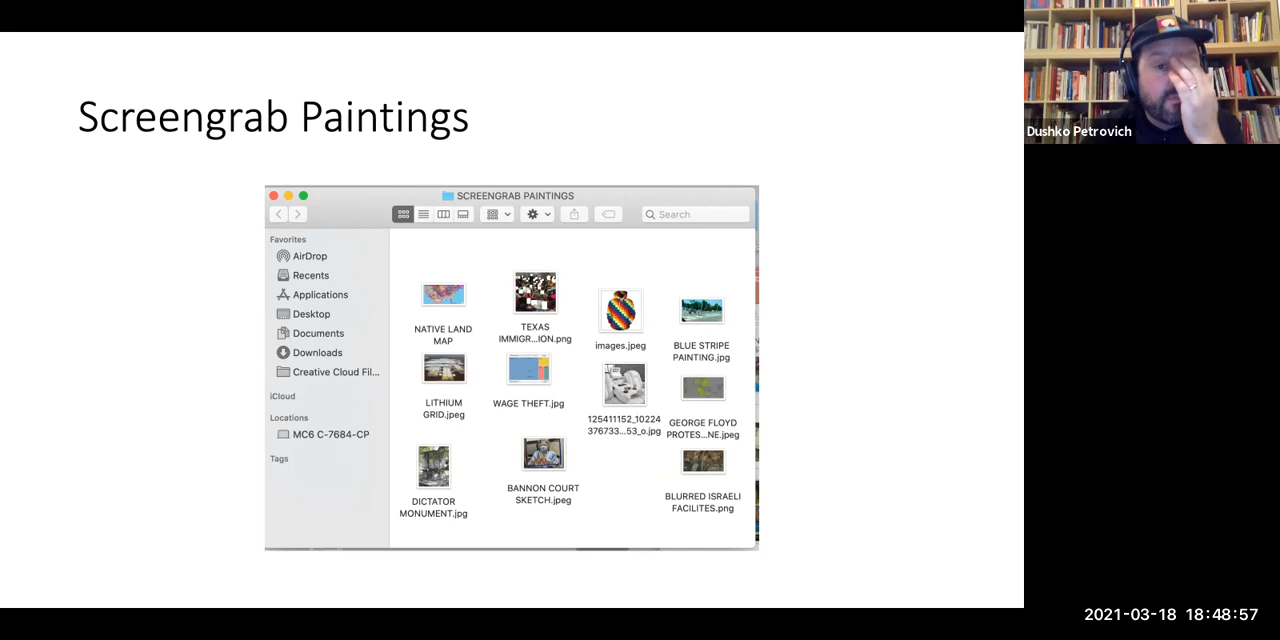 Screengrab Paintings
SCREENGRAB PAINTINGS
Search
Favorites
AirDrop
Recents
Applications
Desktop
Documents
Downloads
Creative Cloud Fil...
iCloud
Locations
MC6 C-7684-CP
Tags
NATIVE LAND
MAP
TEXAS
IMMIGR...ION.png
images.jpeg
BLUE STRIPE
PAINTING.jpg
LITHIUM
GRID.jpeg
WAGE THEFT.jpg
125411152_10224
376733...53_o.jpg
GEORGE FLOYD
PROTES...NE.jpeg
DICTATOR
MONUMENT.jpg
BANNON COURT
SKETCH.jpeg
BLURRED ISRAELI
FACILITES.png
Dushko Petrovich
2021-03-18 18:48:57